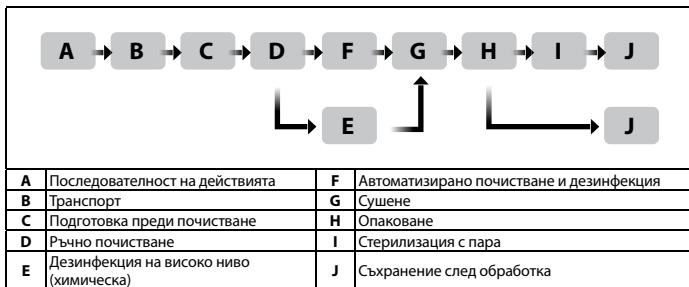 A B C D F G H I J
E J
A Последователност на действията F Автоматизирано почистване и дезинфекция
B Транспорт G Сушене
C Подготовка преди почистване H Опаковане
D Ръчно почистване I Стерилизация с пара
E Дезинфекция на високо ниво
(химическа) J Съхранение след обработка